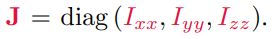 J = diag (I_{xx}, I_{yy}, I_{zz}).